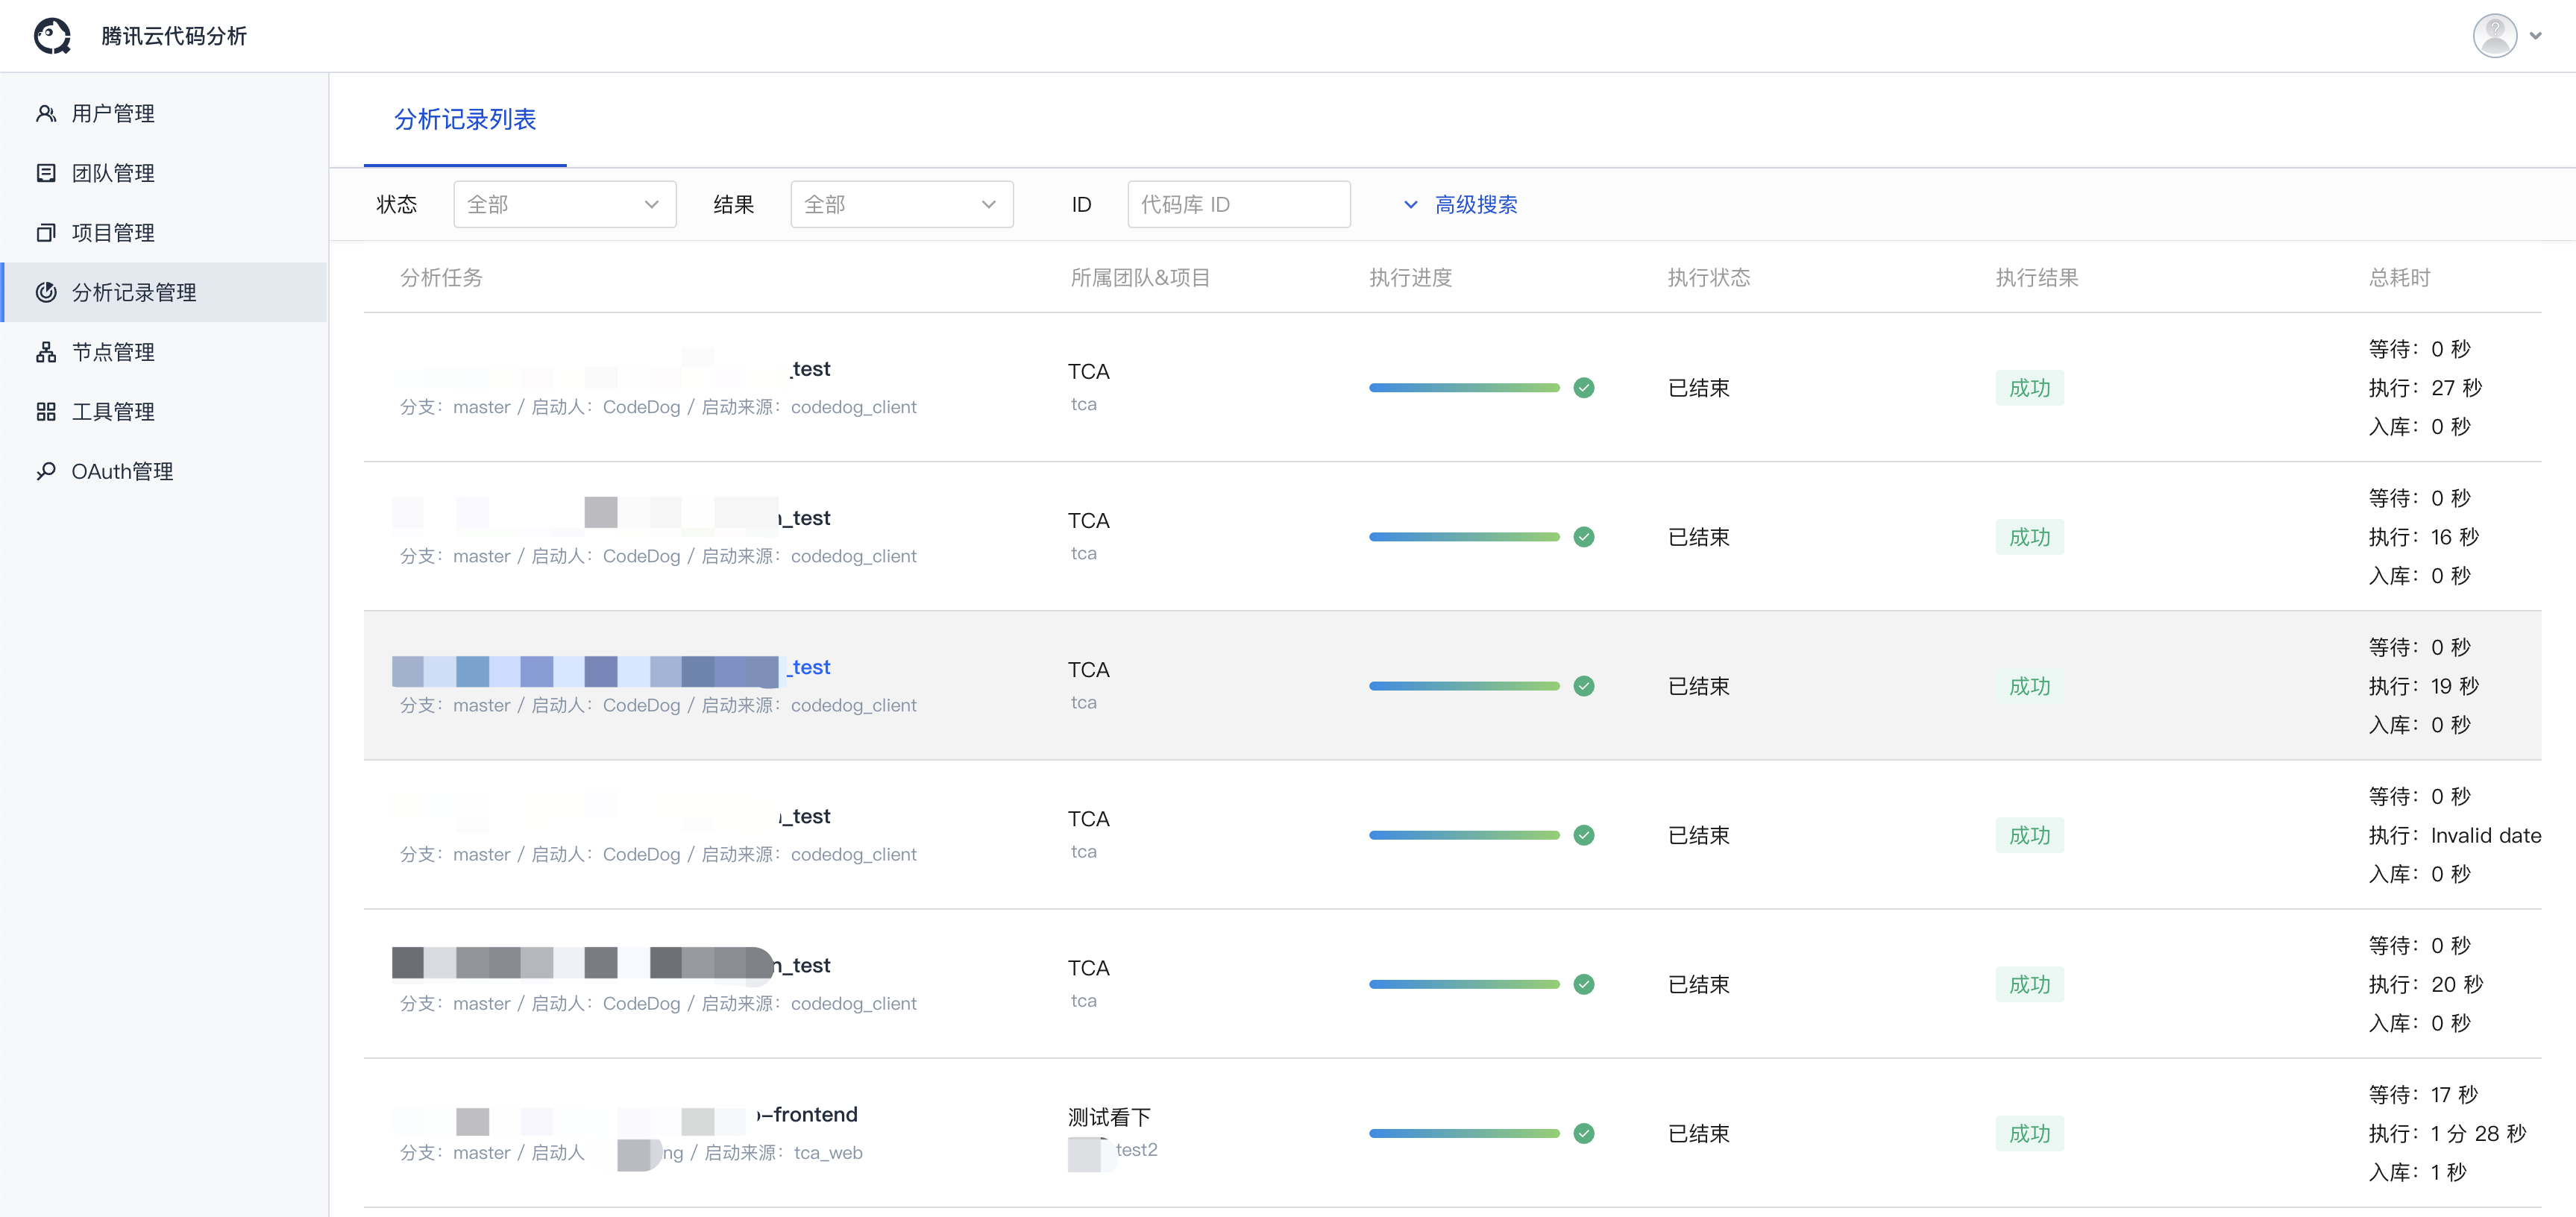 腾讯云代码分析
用户管理
团队管理
项目管理
分析记录管理
节点管理
工具管理
OAuth管理
分析记录列表
状态 全部 结果 全部 ID 代码库 ID 高级搜索
分析任务 所属团队&项目 执行进度 执行状态 执行结果 总耗时
_test
分支：master / 启动人：CodeDog / 启动来源：codedog_client
TCA
tca
已结束
成功
等待：0 秒
执行：27 秒
入库：0 秒
_test
分支：master / 启动人：CodeDog / 启动来源：codedog_client
TCA
tca
已结束
成功
等待：0 秒
执行：16 秒
入库：0 秒
_test
分支：master / 启动人：CodeDog / 启动来源：codedog_client
TCA
tca
已结束
成功
等待：0 秒
执行：19 秒
入库：0 秒
_test
分支：master / 启动人：CodeDog / 启动来源：codedog_client
TCA
tca
已结束
成功
等待：0 秒
执行：Invalid date
入库：0 秒
_test
分支：master / 启动人：CodeDog / 启动来源：codedog_client
TCA
tca
已结束
成功
等待：0 秒
执行：20 秒
入库：0 秒
-frontend
分支：master / 启动人 ng / 启动来源：tca_web
测试看下
test2
已结束
成功
等待：17 秒
执行：1 分 28 秒
入库：1 秒